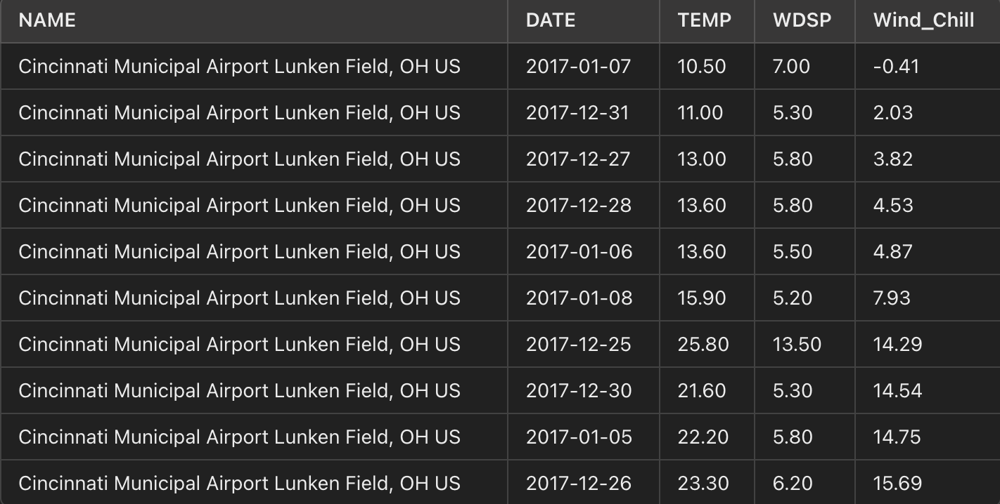 NAME DATE TEMP WDSP Wind_Chill
Cincinnati Municipal Airport Lunken Field, OH US 2017-01-07 10.50 7.00 -0.41
Cincinnati Municipal Airport Lunken Field, OH US 2017-12-31 11.00 5.30 2.03
Cincinnati Municipal Airport Lunken Field, OH US 2017-12-27 13.00 5.80 3.82
Cincinnati Municipal Airport Lunken Field, OH US 2017-12-28 13.60 5.80 4.53
Cincinnati Municipal Airport Lunken Field, OH US 2017-01-06 13.60 5.50 4.87
Cincinnati Municipal Airport Lunken Field, OH US 2017-01-08 15.90 5.20 7.93
Cincinnati Municipal Airport Lunken Field, OH US 2017-12-25 25.80 13.50 14.29
Cincinnati Municipal Airport Lunken Field, OH US 2017-12-30 21.60 5.30 14.54
Cincinnati Municipal Airport Lunken Field, OH US 2017-01-05 22.20 5.80 14.75
Cincinnati Municipal Airport Lunken Field, OH US 2017-12-26 23.30 6.20 15.69